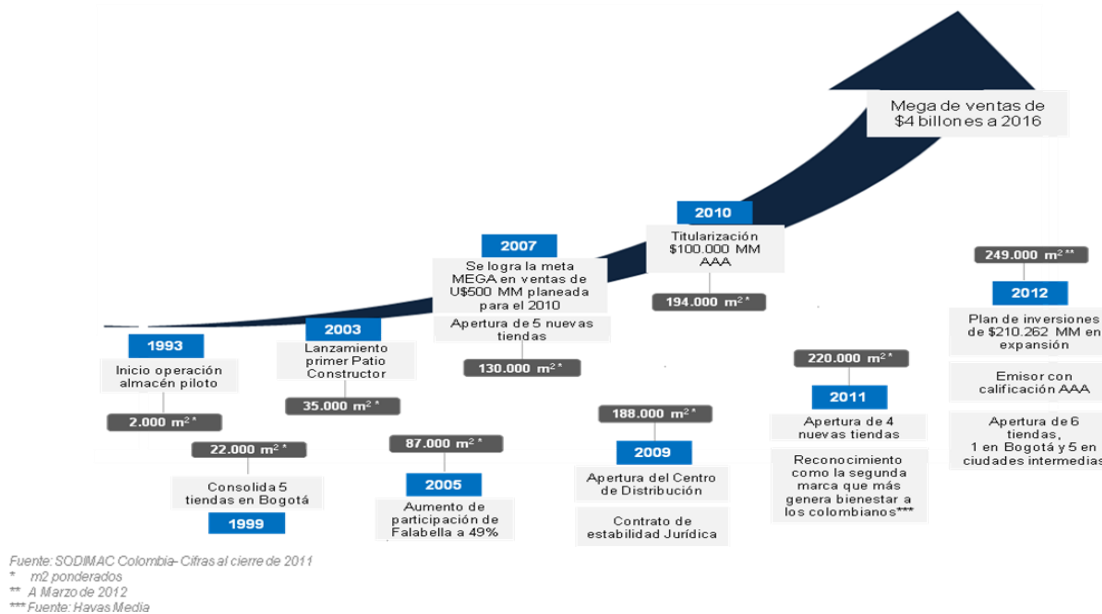 Mega de ventas de
$4 billones a 2016
1993
Inicio operación
almacén piloto
2.000 m² *
22.000 m² *
Consolida 5
tiendas en Bogotá
1999
2003
Lanzamiento
primer Patio
Constructor
35.000 m² *
87.000 m² *
2005
Aumento de
participación de
Falabella a 49%
2007
Se logra la meta
MEGA en ventas de
U$500 MM planeada
para el 2010
Apertura de 5 nuevas
tiendas
130.000 m² *
188.000 m² *
2009
Apertura del Centro
de Distribución
Contrato de
estabilidad Jurídica
2010
Titularización
$100.000 MM
AAA
194.000 m² *
220.000 m² *
2011
Apertura de 4
nuevas tiendas
Reconocimiento
como la segunda
marca que más
genera bienestar a
los colombianos***
249.000 m² **
2012
Plan de inversiones
de $210.262 MM en
expansión
Emisor con
calificación AAA
Apertura de 6
tiendas,
1 en Bogotá y 5 en
ciudades intermedias
Fuente: SODIMAC Colombia– Cifras al cierre de 2011
* m2 ponderados
** A Marzo de 2012
*** Fuente: Havas Media